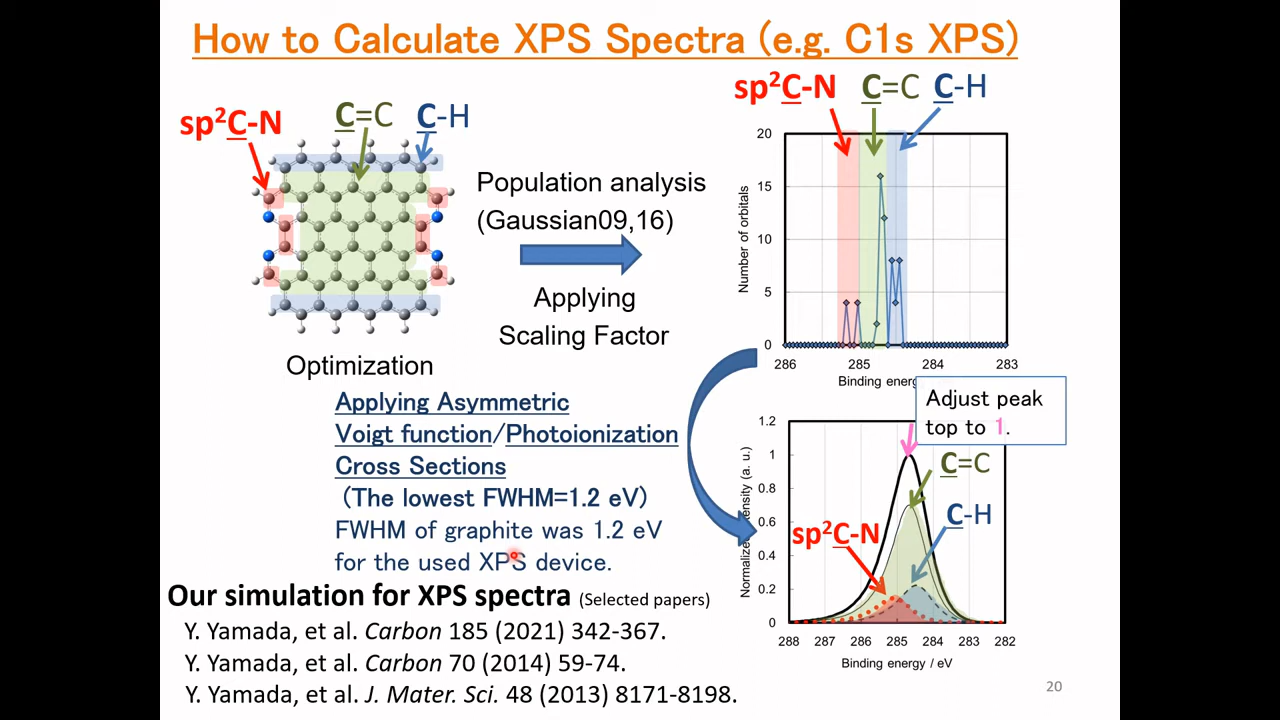 How to Calculate XPS Spectra (e.g. C1s XPS)
sp²C-N
C=C
C-H
Population analysis
(Gaussian09,16)
Applying
Scaling Factor
Optimization
sp²C-N
C=C
C-H
20
15
10
5
0
Number of orbitals
286
285
284
283
Binding energ
Applying Asymmetric
Voigt function/Photoionization
Cross Sections
(The lowest FWHM=1.2 eV)
FWHM of graphite was 1.2 eV
for the used XPS device.
Adjust peak
top to 1.
C=C
C-H
sp²C-N
1.2
1
0.8
0.6
0.4
0.2
0
Normalize ntensity (a. u.)
288
287
286
285
284
283
282
Binding energy / eV
Our simulation for XPS spectra (Selected papers)
Y. Yamada, et al. Carbon 185 (2021) 342-367.
Y. Yamada, et al. Carbon 70 (2014) 59-74.
Y. Yamada, et al. J. Mater. Sci. 48 (2013) 8171-8198.
20